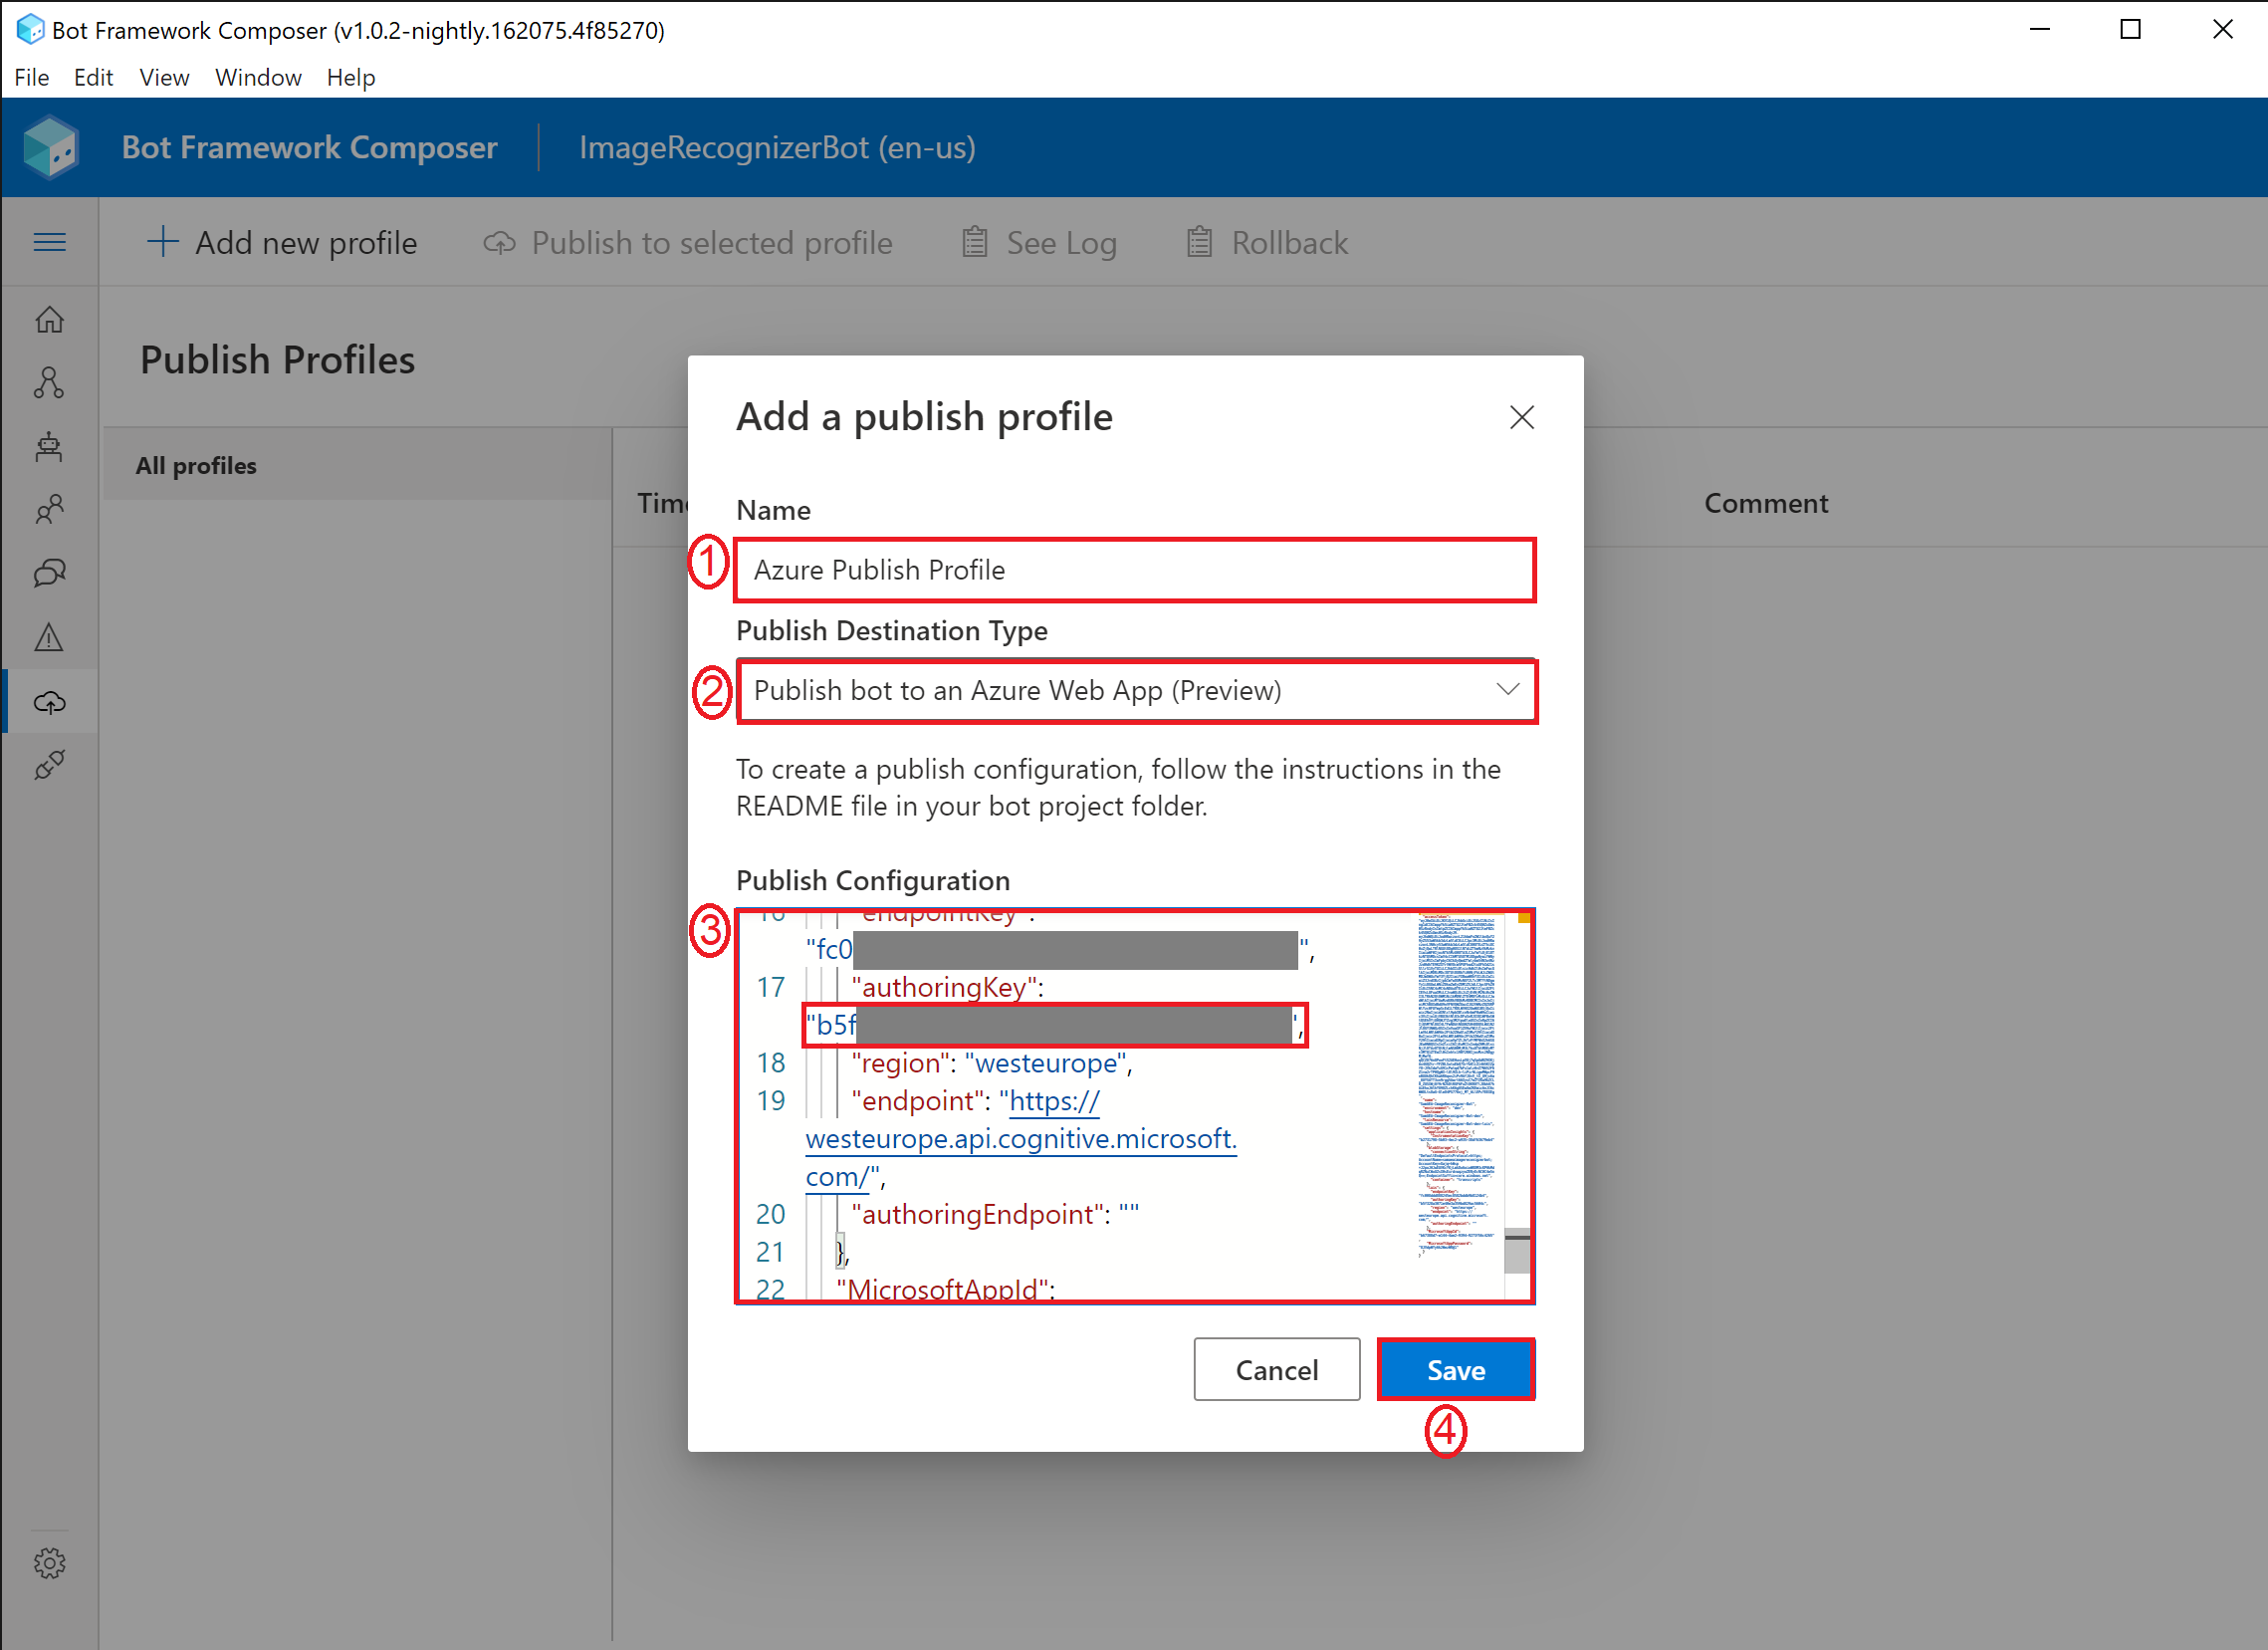 Bot Framework Composer (v1.0.2-nightly.162075.4f85270)
File Edit View Window Help
Bot Framework Composer ImageRecognizerBot (en-us)
Add new profile Publish to selected profile See Log Rollback
Publish Profiles
All profiles
Comment
Add a publish profile
Name
1 Azure Publish Profile
Publish Destination Type
2 Publish bot to an Azure Web App (Preview)
To create a publish configuration, follow the instructions in the
README file in your bot project folder.
Publish Configuration
3
16 "endpointKey":
"fc0 ",
17 "authoringKey":
"b5f ",
18 "region": "westeurope",
19 "endpoint": "https://
westeurope.api.cognitive.microsoft.
com/",
20 "authoringEndpoint": ""
21 },
22 "MicrosoftAppId":
Cancel Save
4